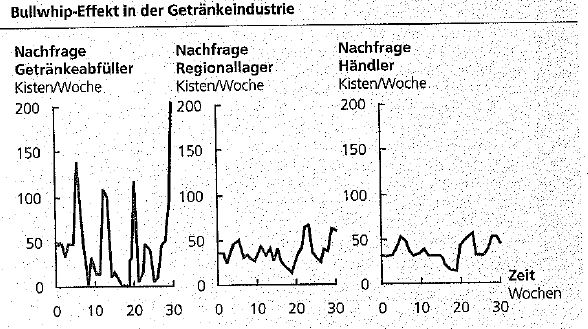 Bullwhip-Effekt in der Getränkeindustrie
Nachfrage
Getränkeabfüller
Kisten/Woche
200
150
100
50
0
0 10 20 30
Nachfrage
Regionallager
Kisten/Woche
200
150
100
50
0
0 10 20 30
Nachfrage
Händler
Kisten/Woche
200
150
100
50
0
0 10 20 30
Zeit
Wochen